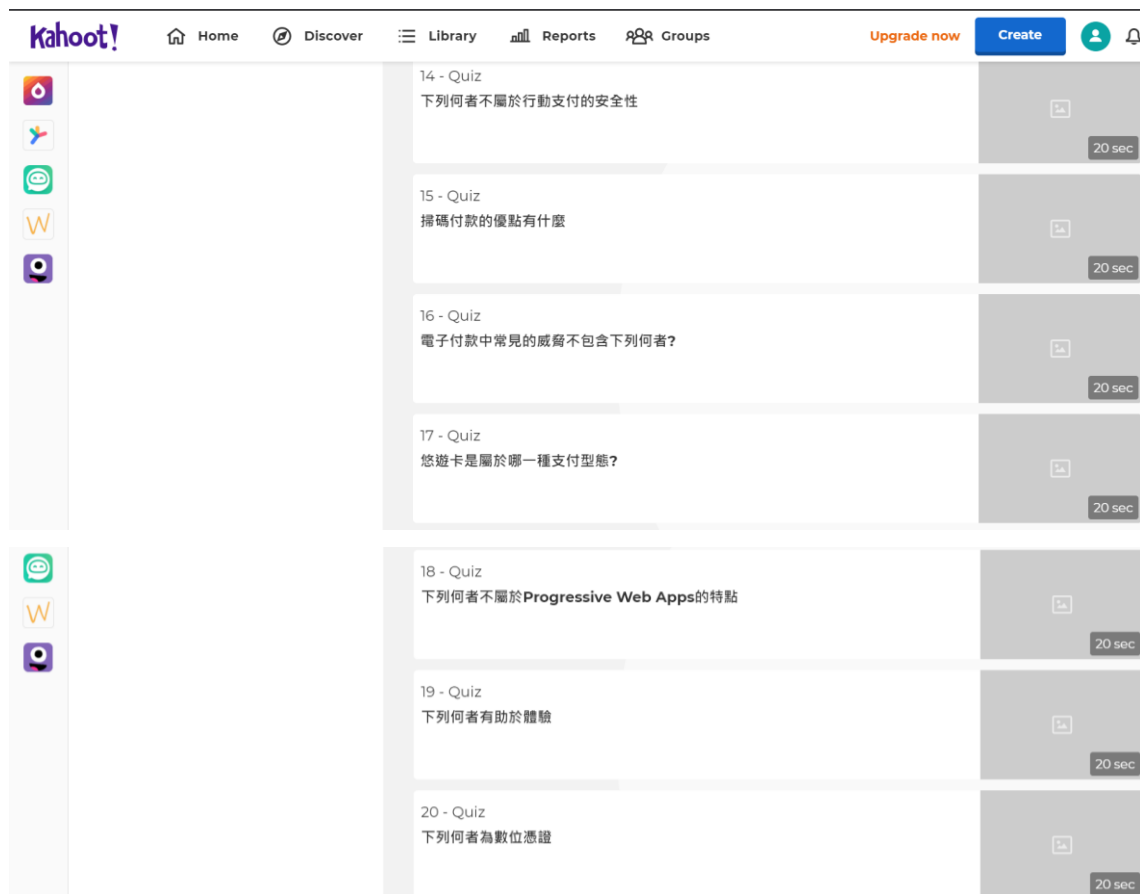 Kahoot! Home Discover Library Reports Groups Upgrade now Create
14 - Quiz
下列何者不屬於行動支付的安全性
20 sec
15 - Quiz
掃碼付款的優點有什麼
20 sec
16 - Quiz
電子付款中常見的威脅不包含下列何者?
20 sec
17 - Quiz
悠遊卡是屬於哪一種支付型態?
20 sec
18 - Quiz
下列何者不屬於Progressive Web Apps的特點
20 sec
19 - Quiz
下列何者有助於體驗
20 sec
20 - Quiz
下列何者為數位憑證
20 sec